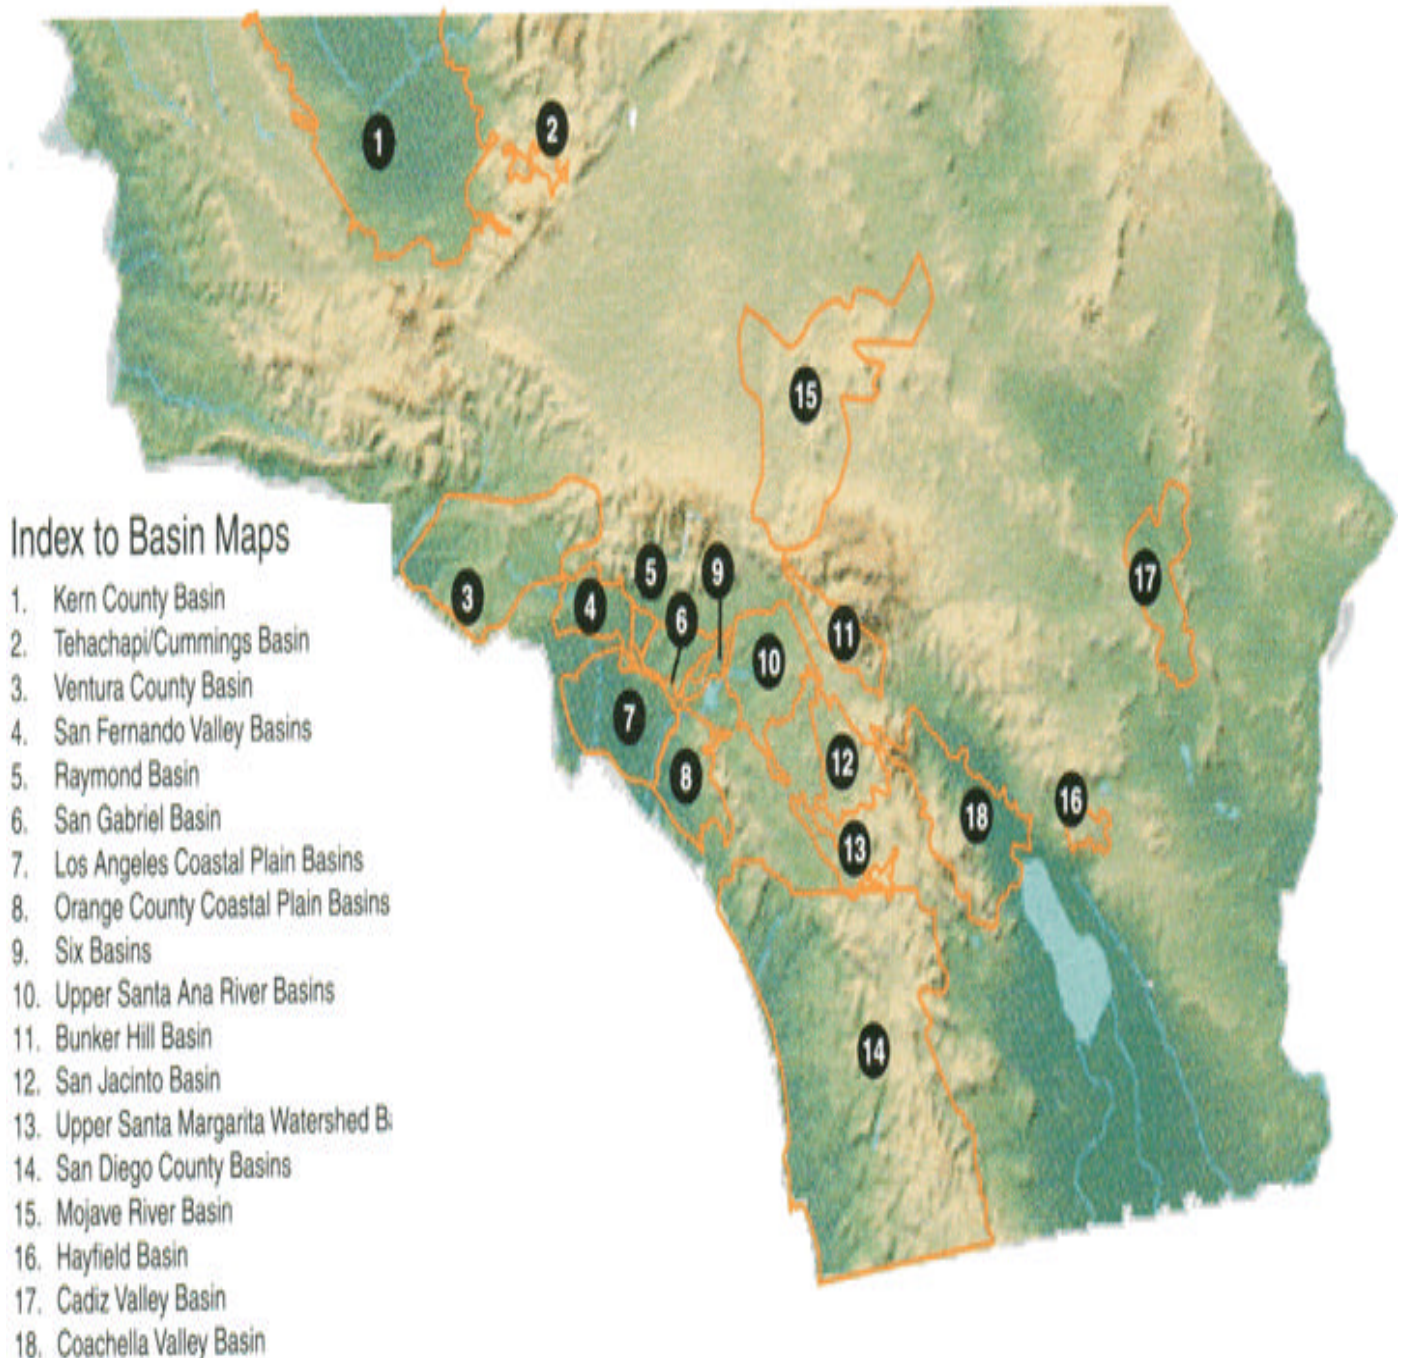 1
2
15
17
5
9
3
4
6
11
10
7
12
8
16
18
13
14
Index to Basin Maps
1. Kern County Basin
2. Tehachapi/Cummings Basin
3. Ventura County Basin
4. San Fernando Valley Basins
5. Raymond Basin
6. San Gabriel Basin
7. Los Angeles Coastal Plain Basins
8. Orange County Coastal Plain Basins
9. Six Basins
10. Upper Santa Ana River Basins
11. Bunker Hill Basin
12. San Jacinto Basin
13. Upper Santa Margarita Watershed
14. San Diego County Basins
15. Mojave River Basin
16. Hayfield Basin
17. Cadiz Valley Basin
18. Coachella Valley Basin